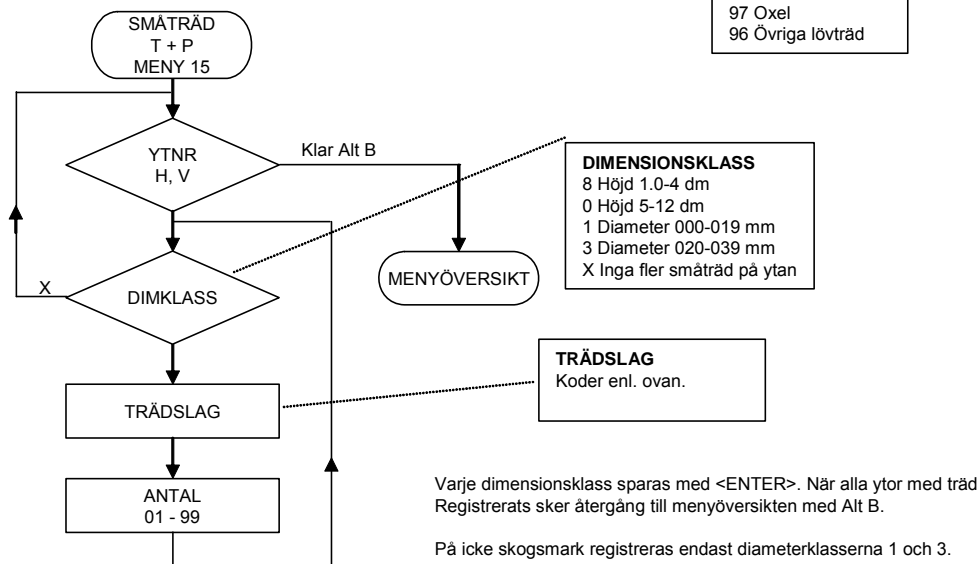 97 Oxel
96 Övriga lövträd
SMÅTRÄD
T + P
MENY 15
YTNR
H, V
Klar Alt B
DIMENSIONSKLASS
8 Höjd 1.0-4 dm
0 Höjd 5-12 dm
1 Diameter 000-019 mm
3 Diameter 020-039 mm
X Inga fler småträd på ytan
MENYÖVERSIKT
X
DIMKLASS
TRÄDSLAG
Koder enl. ovan.
TRÄDSLAG
ANTAL
01 - 99
Varje dimensionsklass sparas med <ENTER>. När alla ytor med träd
Registrerats sker återgång till menyöversikten med Alt B.
På icke skogsmark registreras endast diameterklasserna 1 och 3.